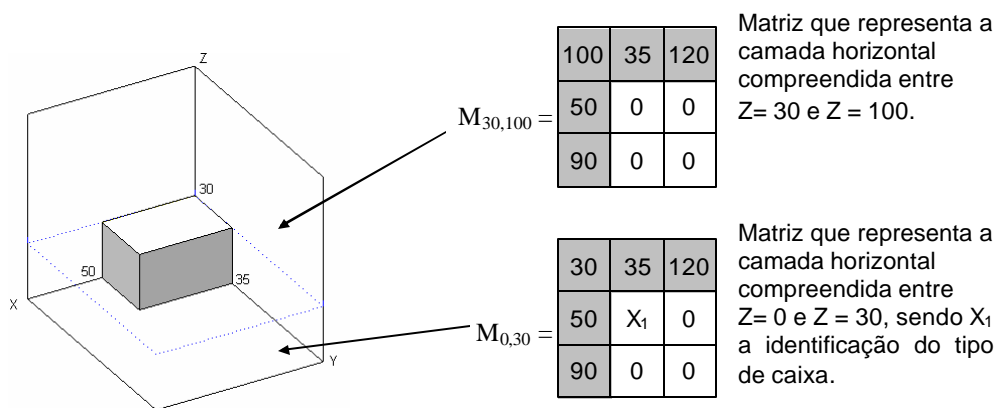 Z
30
50
35
X
Y
M30,100 =
100 35 120
50 0 0
90 0 0
Matriz que representa a
camada horizontal
compreendida entre
Z= 30 e Z = 100.
M0,30 =
30 35 120
50 X1 0
90 0 0
Matriz que representa a
camada horizontal
compreendida entre
Z= 0 e Z = 30, sendo X1
a identificação do tipo
de caixa.